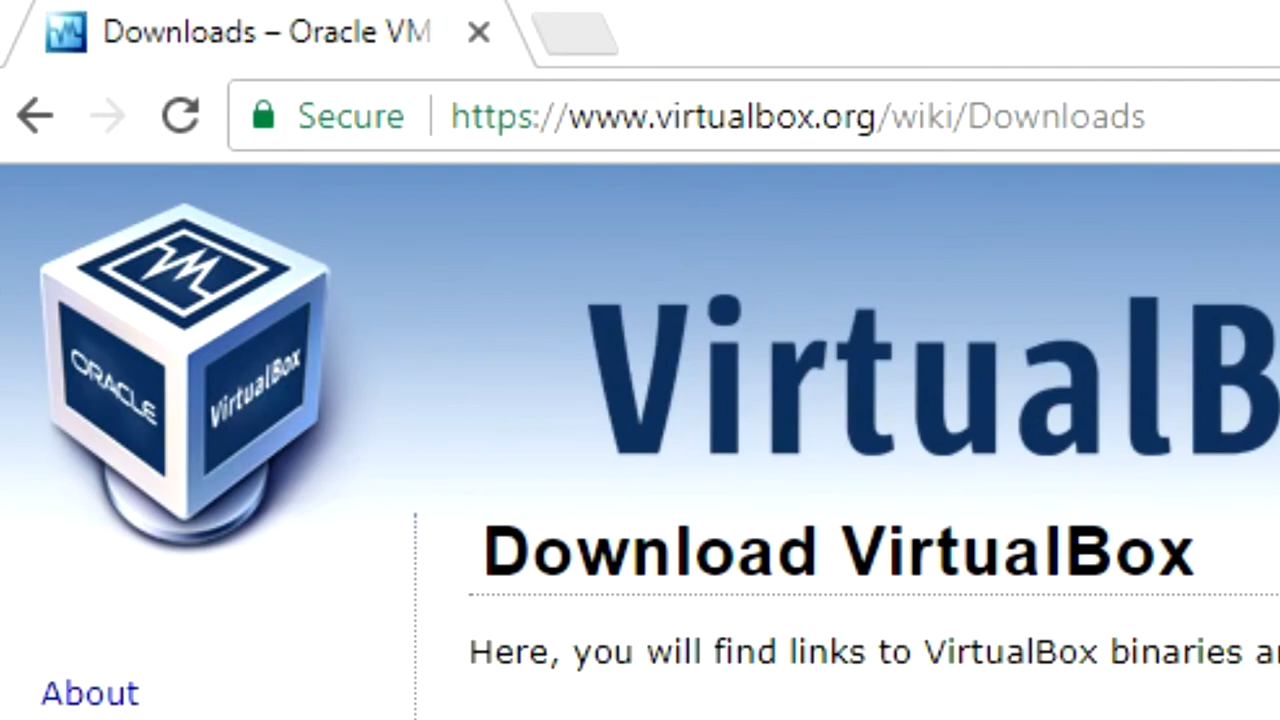 Downloads – Oracle VM
Secure
https://www.virtualbox.org/wiki/Downloads
ORACLE
VirtualBox
VirtualB
Download VirtualBox
Here, you will find links to VirtualBox binaries a
About